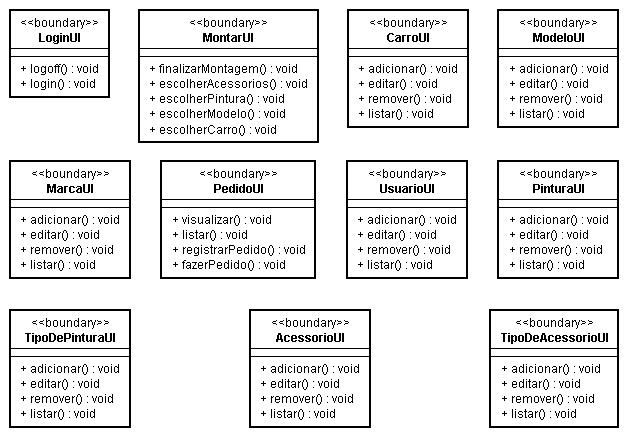 <<boundary>>
LoginUI
+ logoff() : void
+ login() : void
<<boundary>>
MontarUI
+ finalizarMontagem() : void
+ escolherAcessorios() : void
+ escolherPintura() : void
+ escolherModelo() : void
+ escolherCarro() : void
<<boundary>>
CarroUI
+ adicionar() : void
+ editar() : void
+ remover() : void
+ listar() : void
<<boundary>>
ModeloUI
+ adicionar() : void
+ editar() : void
+ remover() : void
+ listar() : void
<<boundary>>
MarcaUI
+ adicionar() : void
+ editar() : void
+ remover() : void
+ listar() : void
<<boundary>>
PedidoUI
+ visualizar() : void
+ listar() : void
+ registrarPedido() : void
+ fazerPedido() : void
<<boundary>>
UsuarioUI
+ adicionar() : void
+ editar() : void
+ remover() : void
+ listar() : void
<<boundary>>
PinturaUI
+ adicionar() : void
+ editar() : void
+ remover() : void
+ listar() : void
<<boundary>>
TipoDePinturaUI
+ adicionar() : void
+ editar() : void
+ remover() : void
+ listar() : void
<<boundary>>
AcessorioUI
+ adicionar() : void
+ editar() : void
+ remover() : void
+ listar() : void
<<boundary>>
TipoDeAcessorioUI
+ adicionar() : void
+ editar() : void
+ remover() : void
+ listar() : void